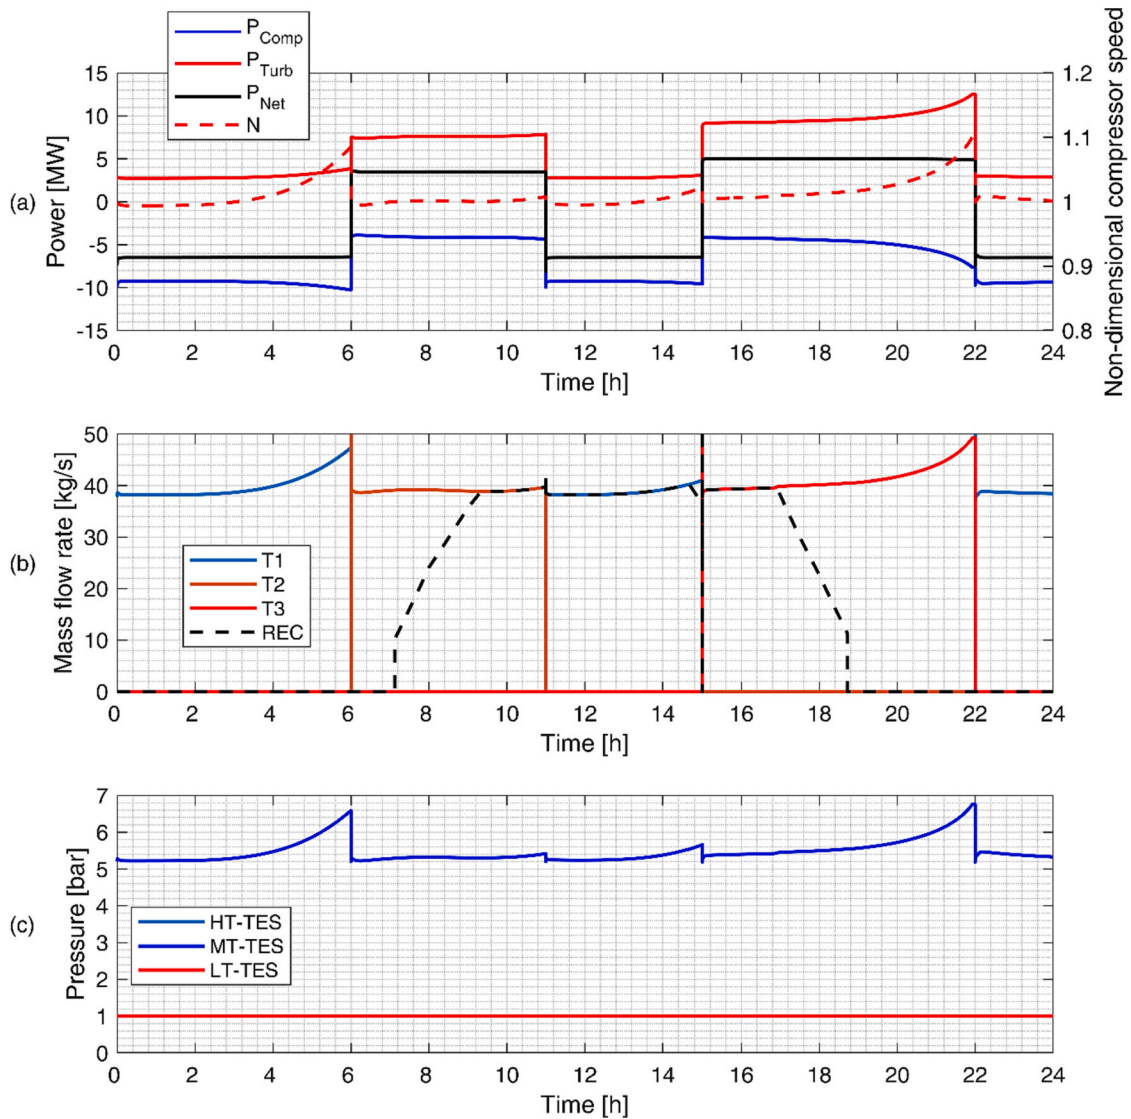 P_Comp
P_Turb
P_Net
N
(a)
Power [MW]
15
10
5
0
-5
-10
-15
1.2
1.1
1
0.9
0.8
Non-dimensional compressor speed
0 2 4 6 8 10 12 14 16 18 20 22 24
Time [h]
(b)
Mass flow rate [kg/s]
50
40
30
20
10
0
T1
T2
T3
REC
0 2 4 6 8 10 12 14 16 18 20 22 24
Time [h]
(c)
Pressure [bar]
7
6
5
4
3
2
1
0
HT-TES
MT-TES
LT-TES
0 2 4 6 8 10 12 14 16 18 20 22 24
Time [h]